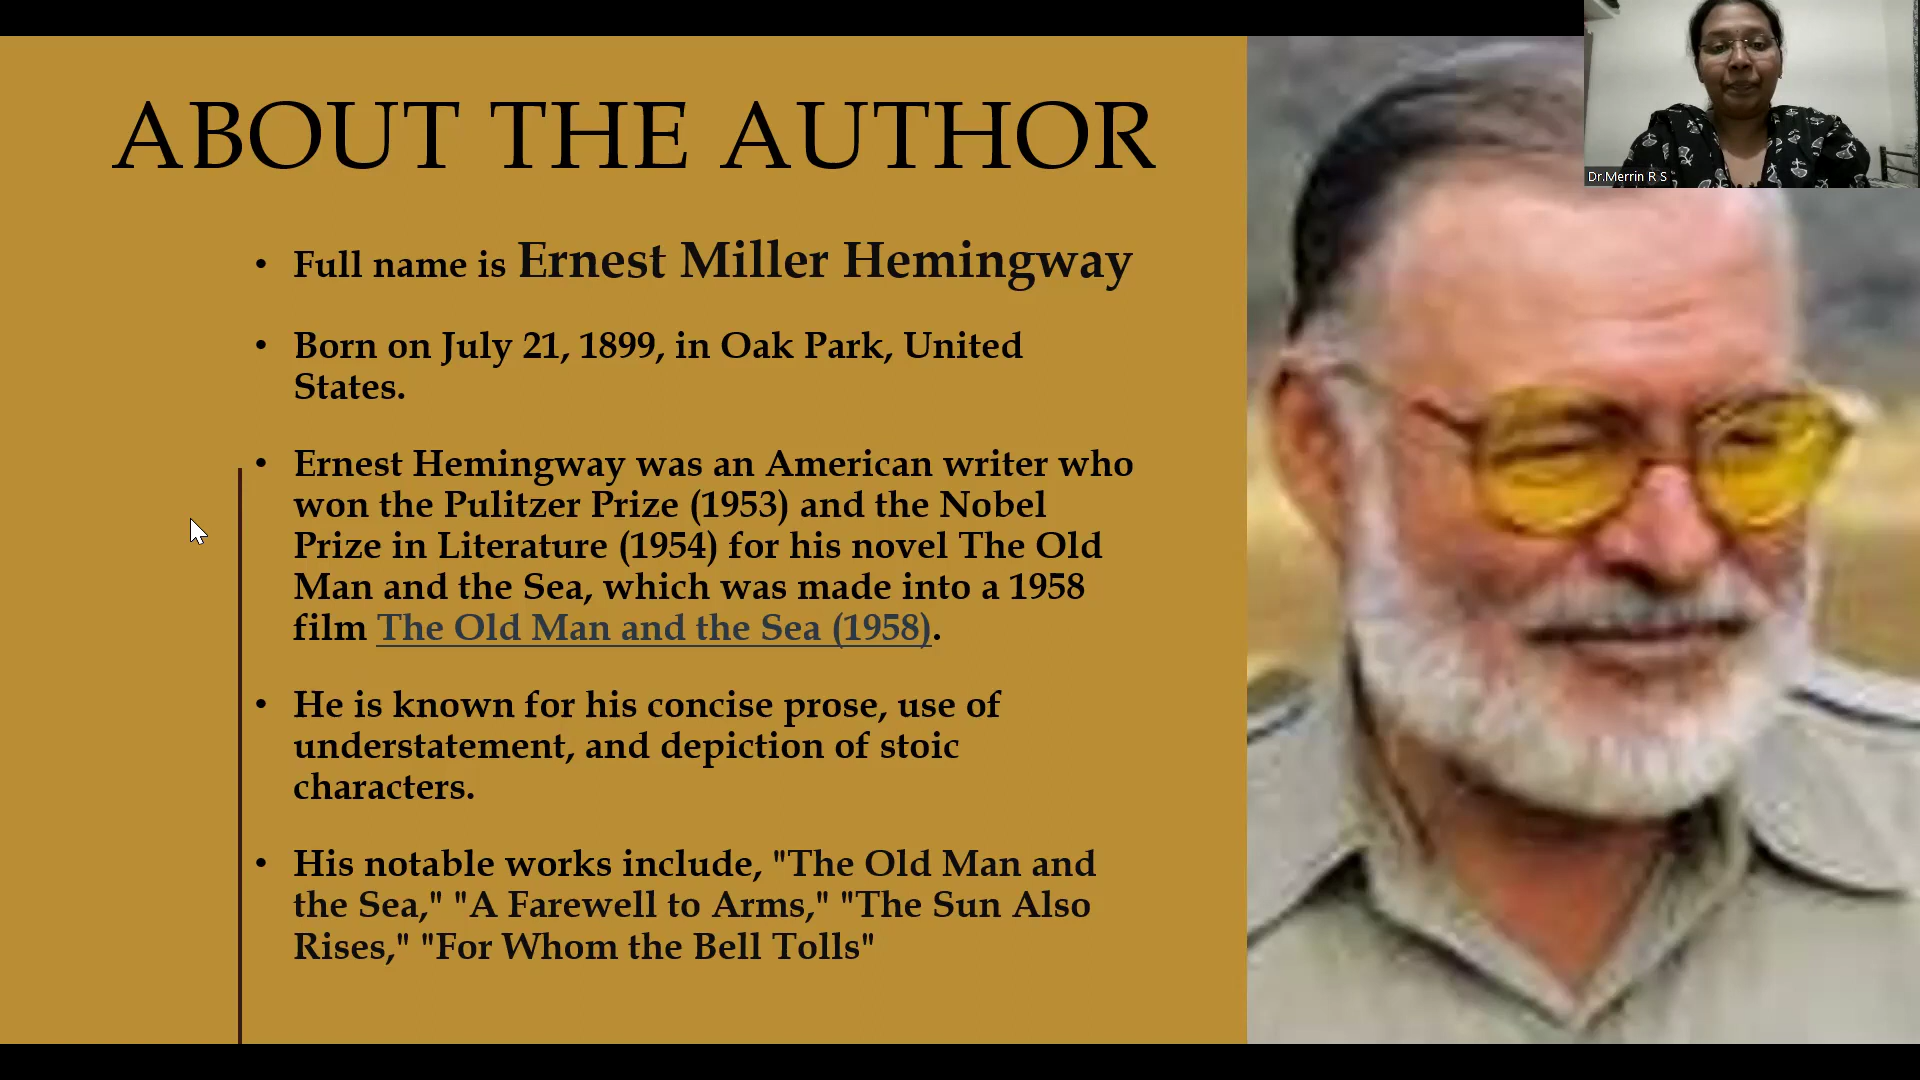 ABOUT THE AUTHOR
• Full name is Ernest Miller Hemingway
• Born on July 21, 1899, in Oak Park, United
States.
• Ernest Hemingway was an American writer who
won the Pulitzer Prize (1953) and the Nobel
Prize in Literature (1954) for his novel The Old
Man and the Sea, which was made into a 1958
film The Old Man and the Sea (1958).
• He is known for his concise prose, use of
understatement, and depiction of stoic
characters.
• His notable works include, "The Old Man and
the Sea," "A Farewell to Arms," "The Sun Also
Rises," "For Whom the Bell Tolls"
Dr.Merrin R S